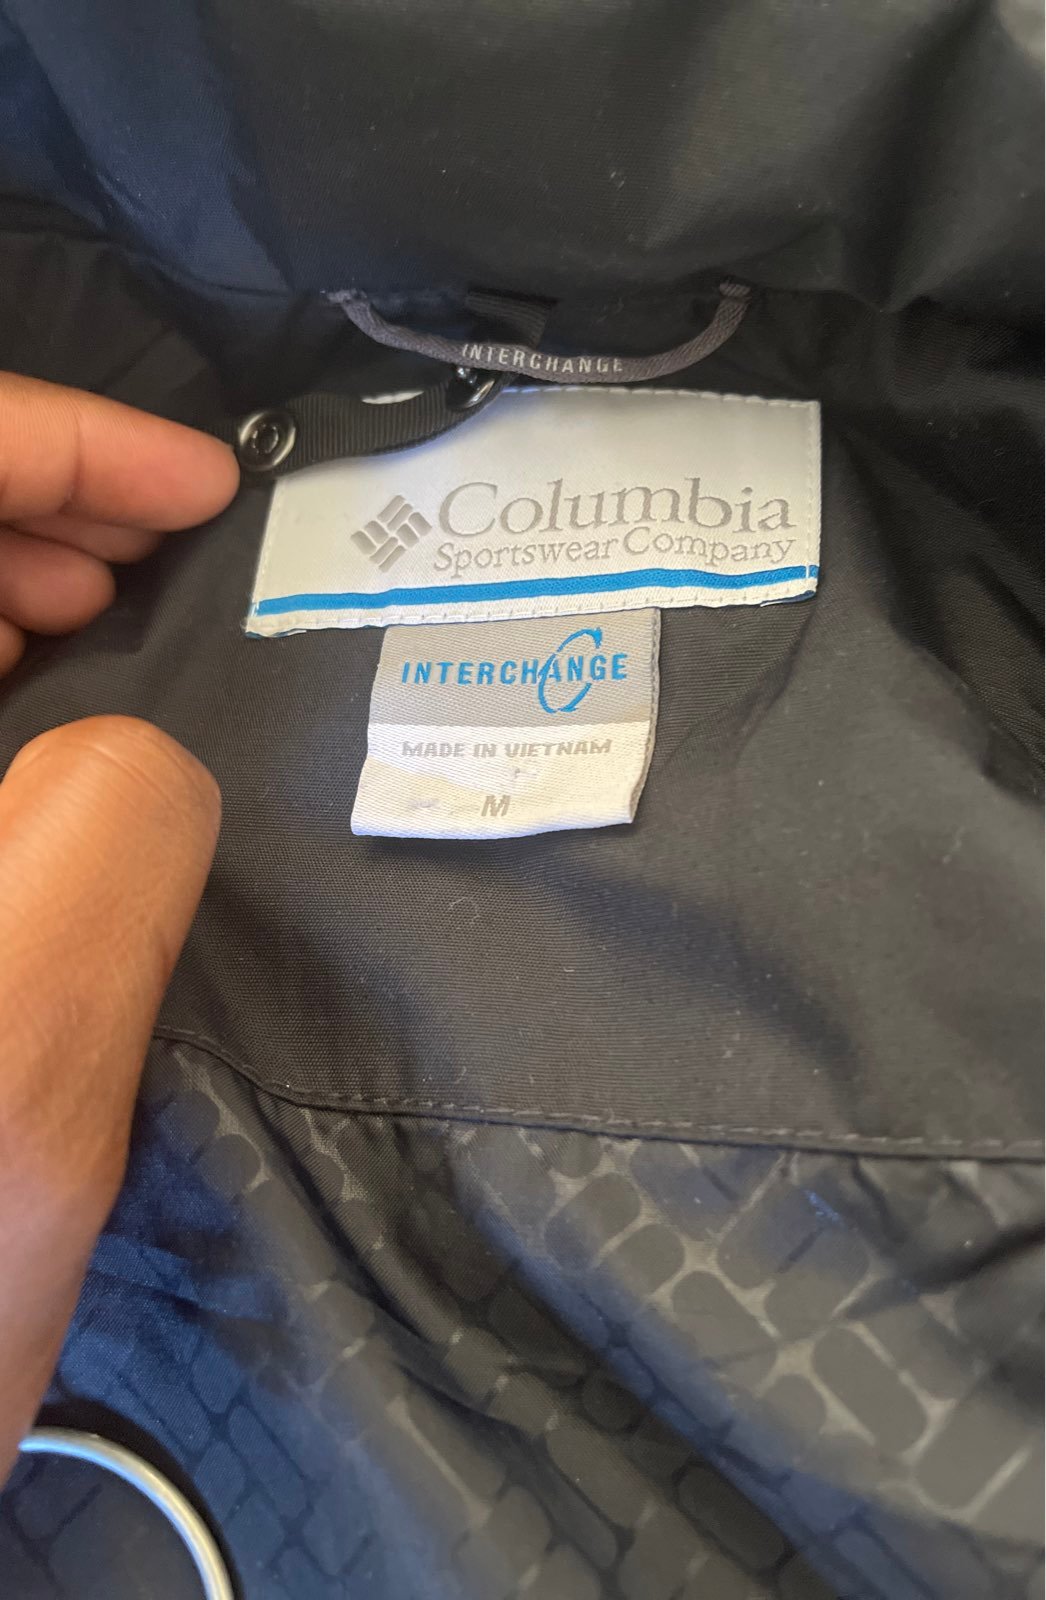 INTERCHANGE
Columbia
Sportswear Company
INTERCHANGE
MADE IN VIETNAM
M